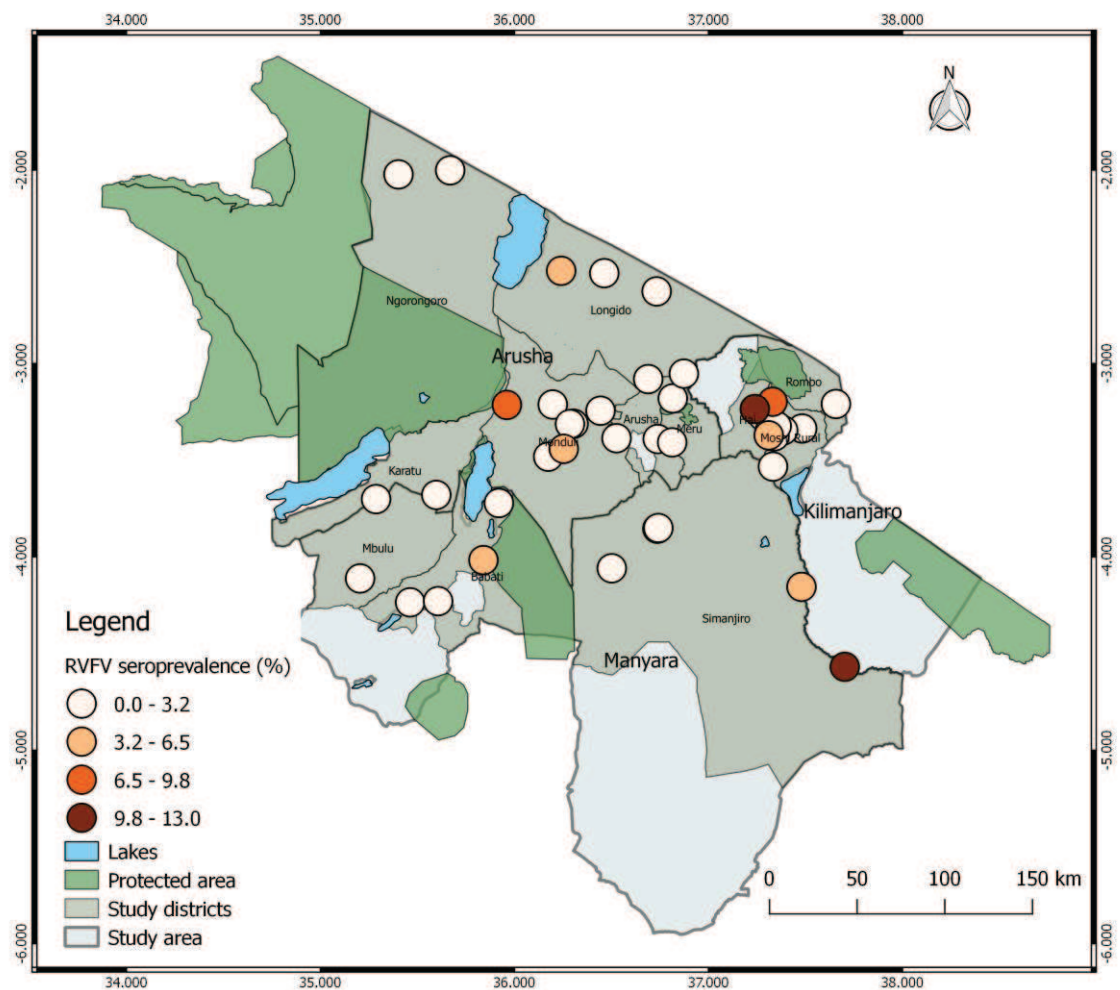 34.000 35.000 36.000 37.000 38.000
N
-2.000 -2.000
Ngorongoro
Longido
-3.000 Arusha -3.000
Rombo
Arusha
Meru
Moshi Rural
Karatu
Kilimanjaro
Mbulu
-4.000 -4.000
Babati
Simanjiro
Legend
Manyara
RVFV seroprevalence (%)
0.0 - 3.2
3.2 - 6.5
-5.000 -5.000
6.5 - 9.8
9.8 - 13.0
Lakes
Protected area
0 50 100 150 km
Study districts
Study area
-6.000 -6.000
34.000 35.000 36.000 37.000 38.000